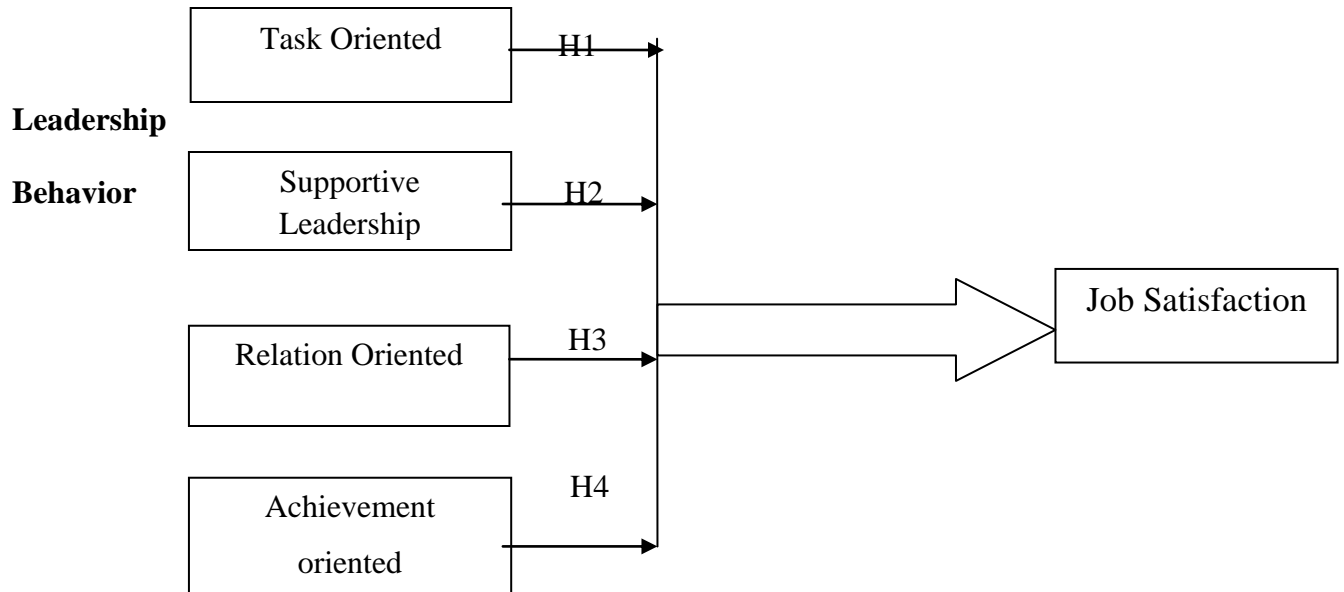 Task Oriented
H1
Leadership
Behavior
Supportive
Leadership
H2
Relation Oriented
H3
Job Satisfaction
Achievement
oriented
H4